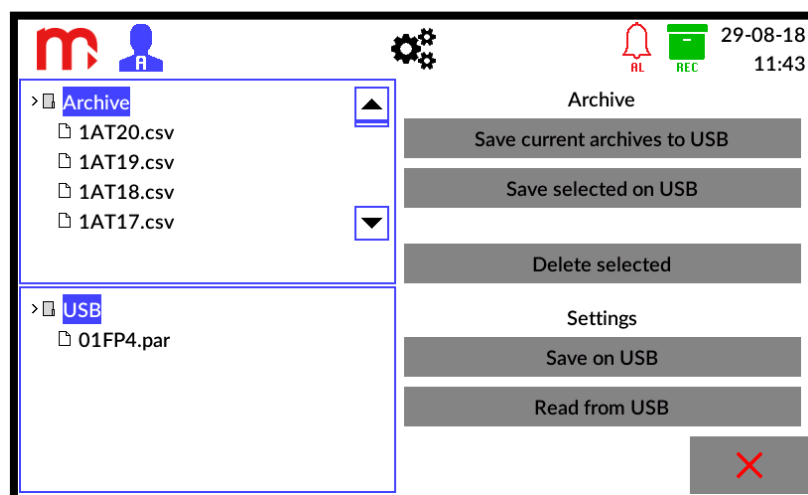 m
A
AL
REC
29-08-18
11:43
> Archive
1AT20.csv
1AT19.csv
1AT18.csv
1AT17.csv
> USB
01FP4.par
Archive
Save current archives to USB
Save selected on USB
Delete selected
Settings
Save on USB
Read from USB